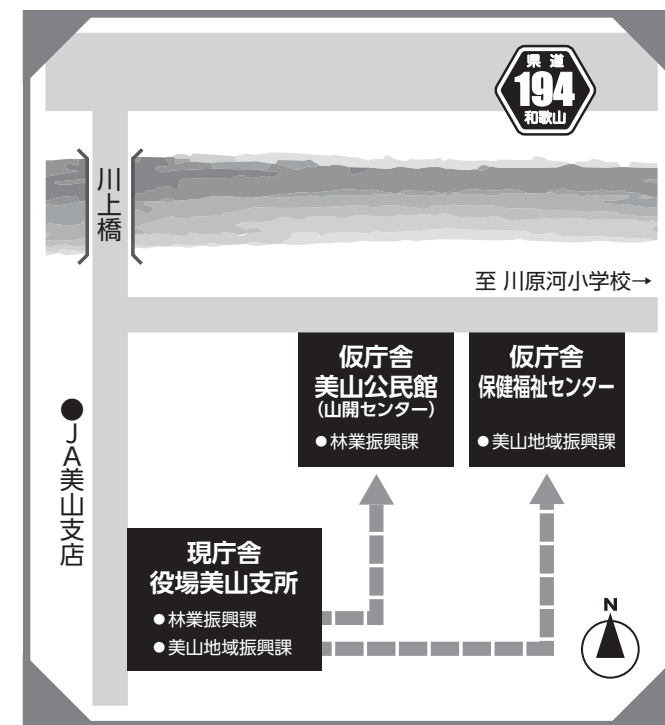 県道
194
和歌山
川上橋
至 川原河小学校→
仮庁舎
美山公民館
(山開センター)
●林業振興課
仮庁舎
保健福祉センター
●美山地域振興課
●JA美山支店
現庁舎
役場美山支所
●林業振興課
●美山地域振興課
N